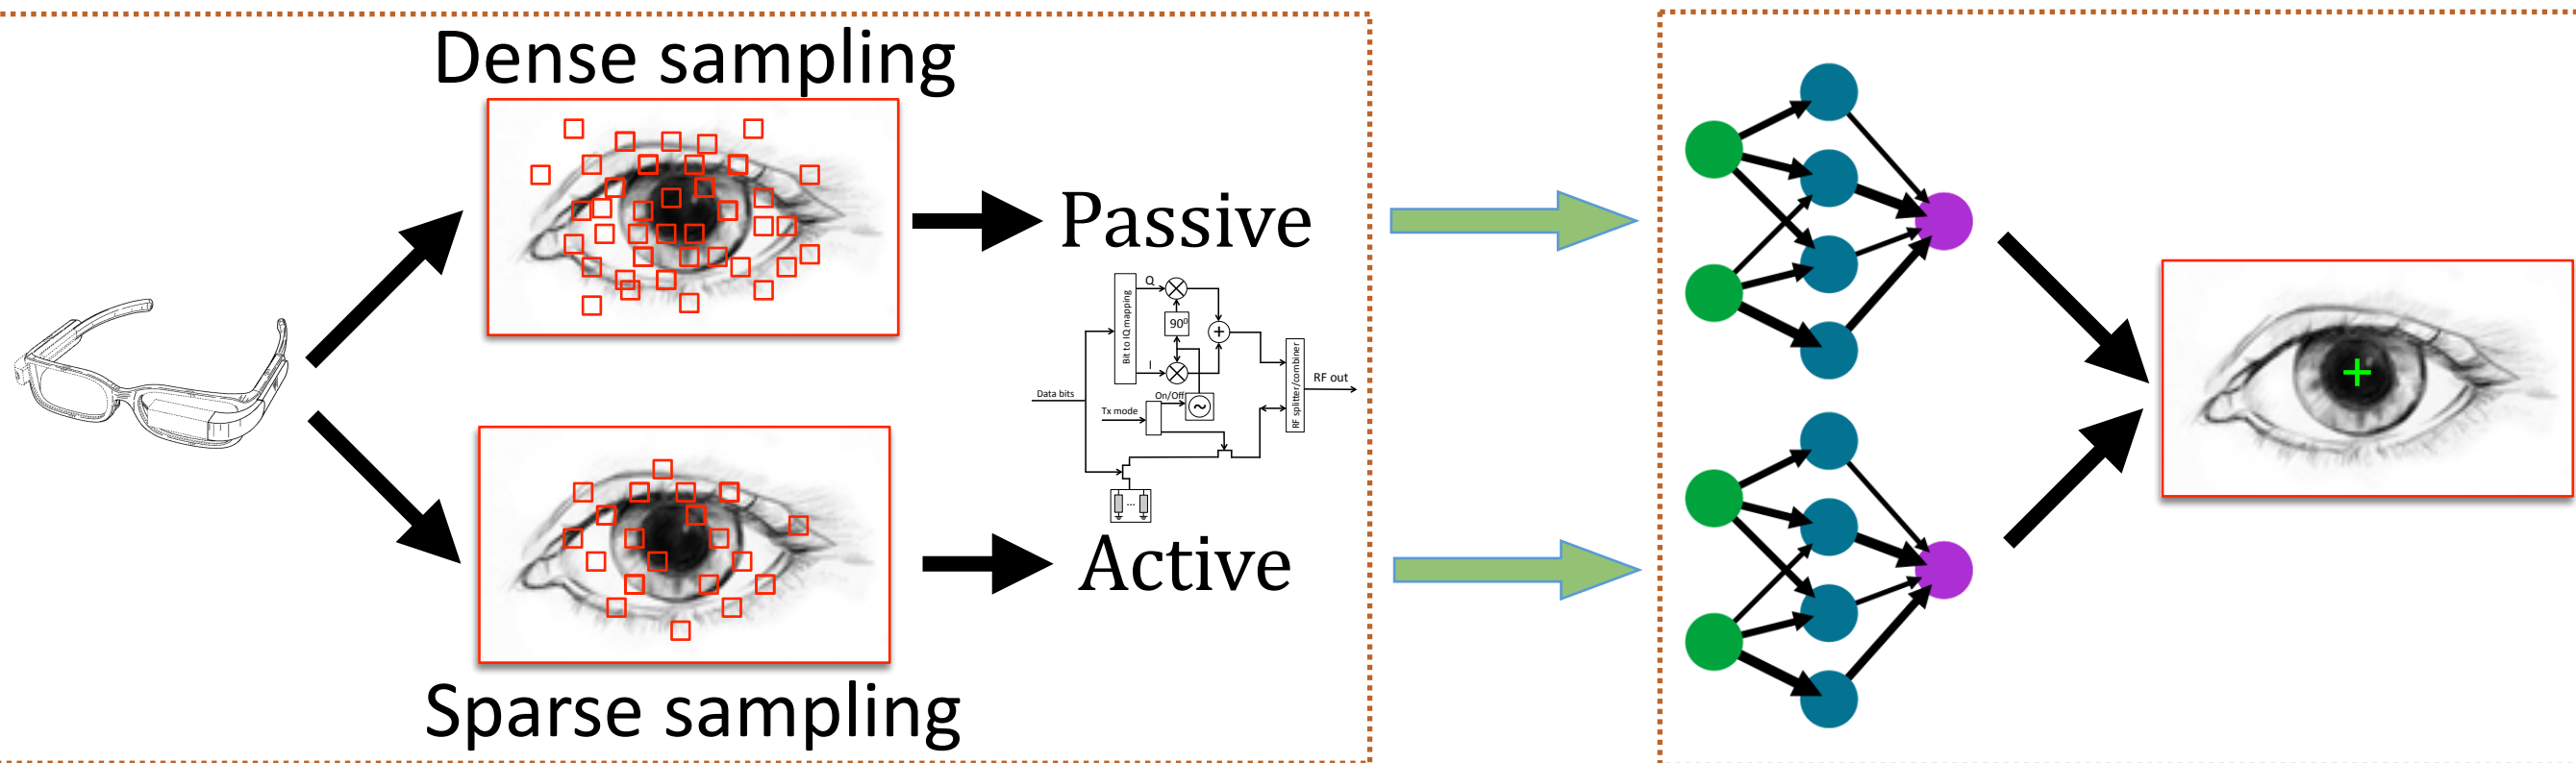 Dense sampling
Passive
Q
Bit to IQ mapping
90⁰
I
Data bits
On/Off
Tx mode
RF splitter/combiner
RF out
...
Active
Sparse sampling